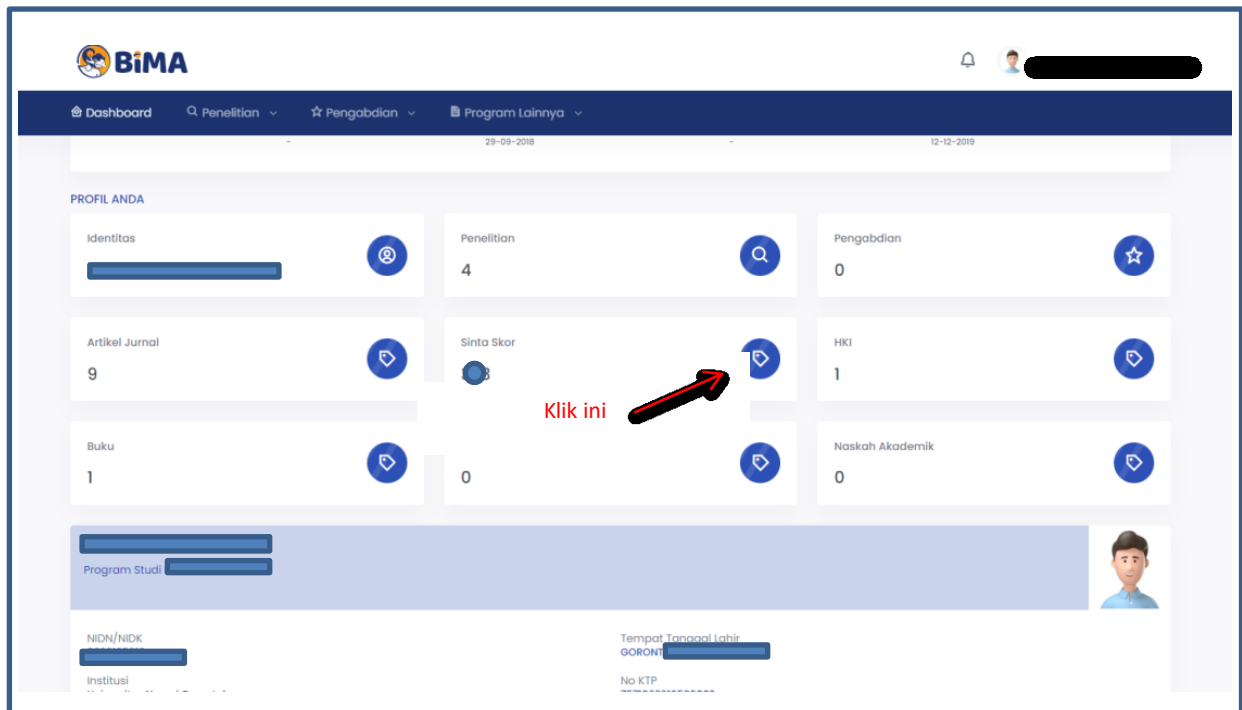 BiMA
Dashboard Penelitian Pengabdian Program Lainnya
- 29-09-2018 - 12-12-2019
PROFIL ANDA
Identitas
Penelitian
4
Pengabdian
0
Artikel Jurnal
9
Sinta Skor
HKI
1
Klik ini
Buku
1
0
Naskah Akademik
0
Program Studi
NIDN/NIDK
Tempat Tanggal Lahir
GORONT
Institusi
No KTP